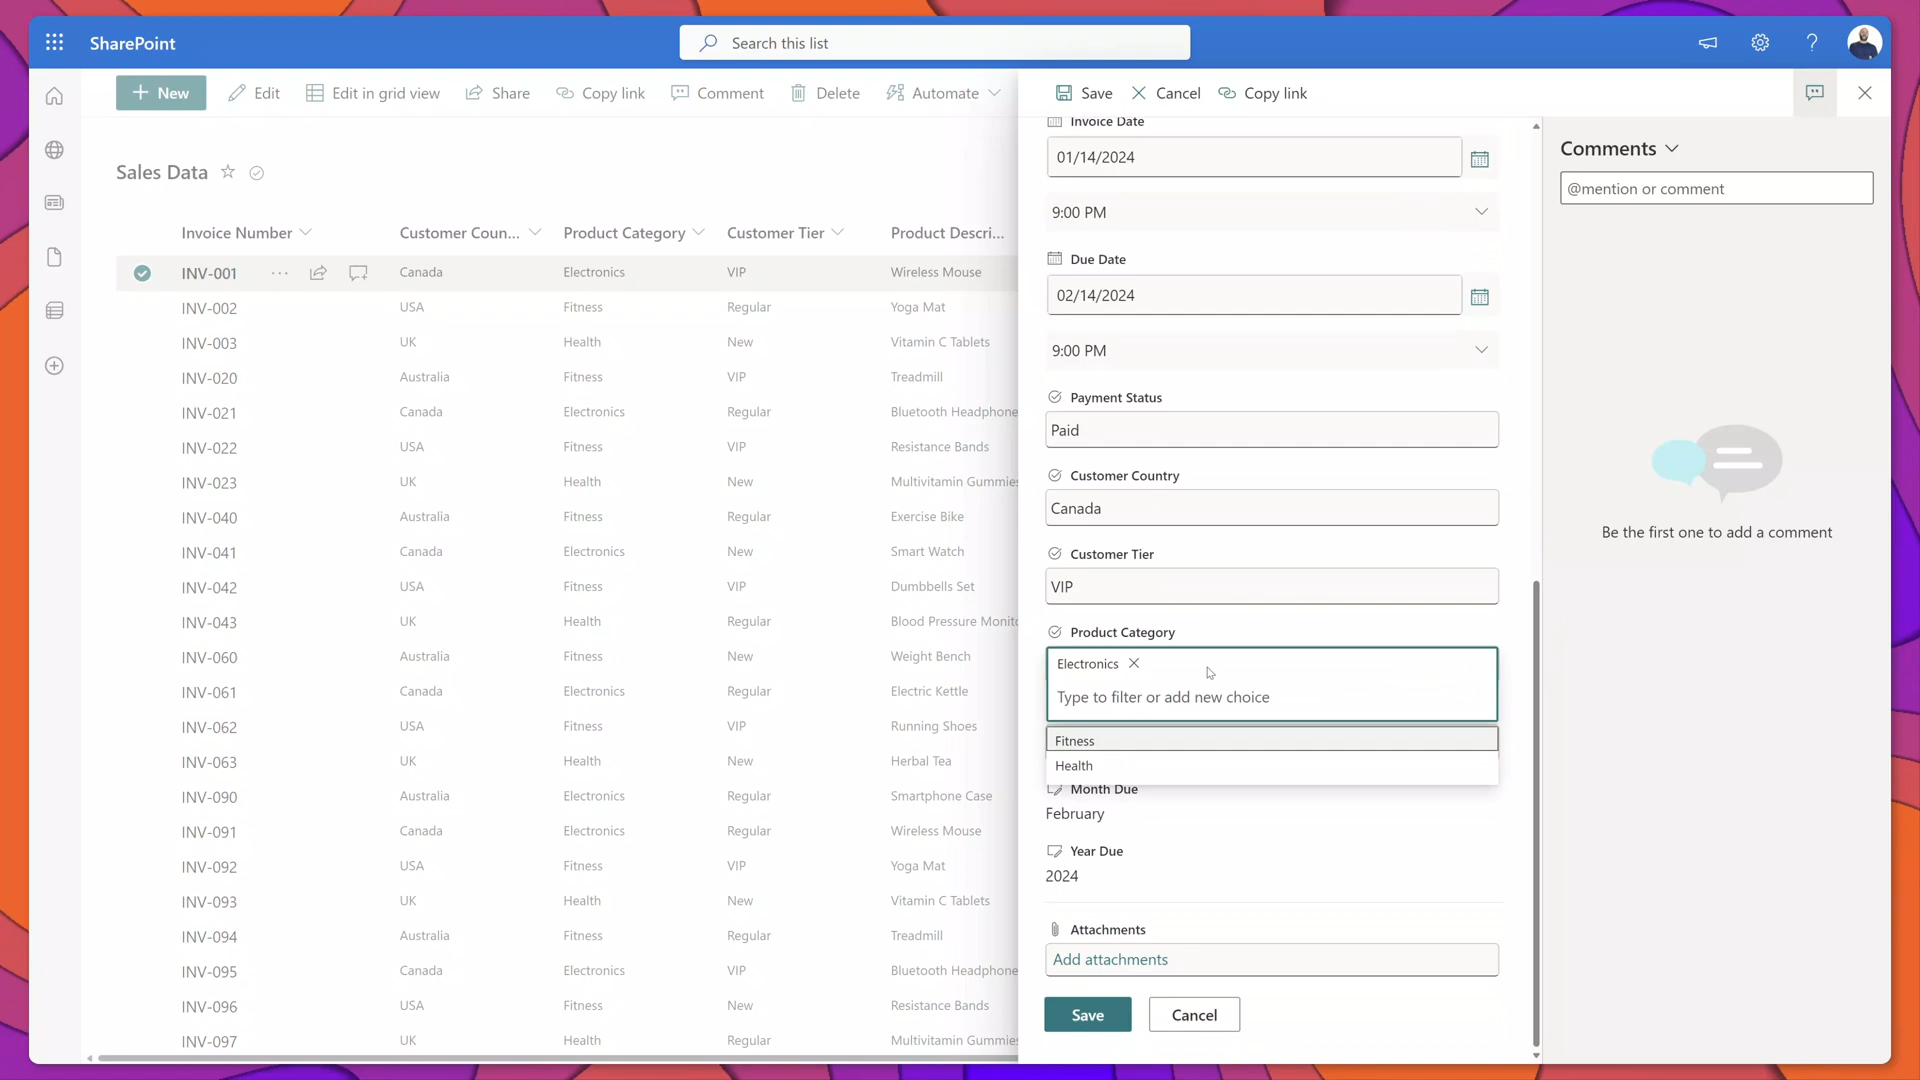 SharePoint
Search this list
New Edit Edit in grid view Share Copy link Comment Delete Automate
Save Cancel Copy link
Sales Data
Invoice Number Customer Coun... Product Category Customer Tier Product Descri...
INV-001 Canada Electronics VIP Wireless Mouse
INV-002 USA Fitness Regular Yoga Mat
INV-003 UK Health New Vitamin C Tablets
INV-020 Australia Fitness VIP Treadmill
INV-021 Canada Electronics Regular Bluetooth Headphone
INV-022 USA Fitness VIP Resistance Bands
INV-023 UK Health New Multivitamin Gummies
INV-040 Australia Fitness Regular Exercise Bike
INV-041 Canada Electronics New Smart Watch
INV-042 USA Fitness VIP Dumbbells Set
INV-043 UK Health Regular Blood Pressure Monito
INV-060 Australia Fitness New Weight Bench
INV-061 Canada Electronics Regular Electric Kettle
INV-062 USA Fitness VIP Running Shoes
INV-063 UK Health New Herbal Tea
INV-090 Australia Electronics Regular Smartphone Case
INV-091 Canada Electronics Regular Wireless Mouse
INV-092 USA Fitness VIP Yoga Mat
INV-093 UK Health Regular Vitamin C Tablets
INV-094 Australia Fitness Regular Treadmill
INV-095 Canada Electronics VIP Bluetooth Headphone
INV-096 USA Fitness New Resistance Bands
INV-097 UK Health Regular Multivitamin Gummies
Invoice Date
01/14/2024
9:00 PM
Due Date
02/14/2024
9:00 PM
Payment Status
Paid
Customer Country
Canada
Customer Tier
VIP
Product Category
Electronics
Type to filter or add new choice
Fitness
Health
Month Due
February
Year Due
2024
Attachments
Add attachments
Save Cancel
Comments
@mention or comment
Be the first one to add a comment